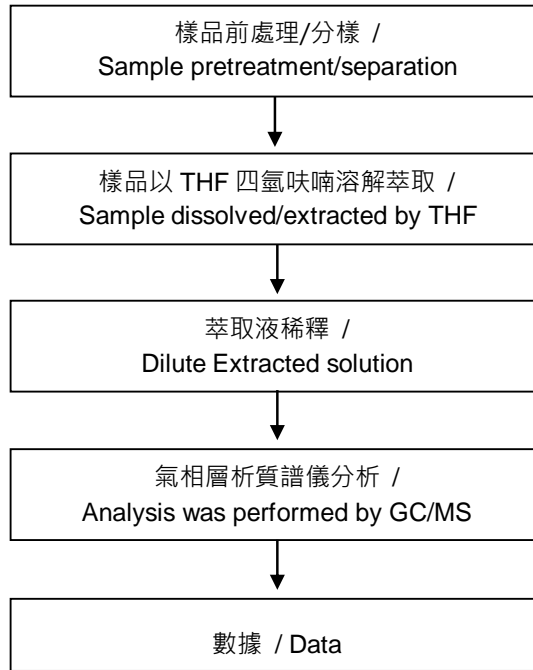 樣品前處理/分樣 /
Sample pretreatment/separation
樣品以 THF 四氫呋喃溶解萃取 /
Sample dissolved/extracted by THF
萃取液稀釋 /
Dilute Extracted solution
氣相層析質譜儀分析 /
Analysis was performed by GC/MS
數據 / Data